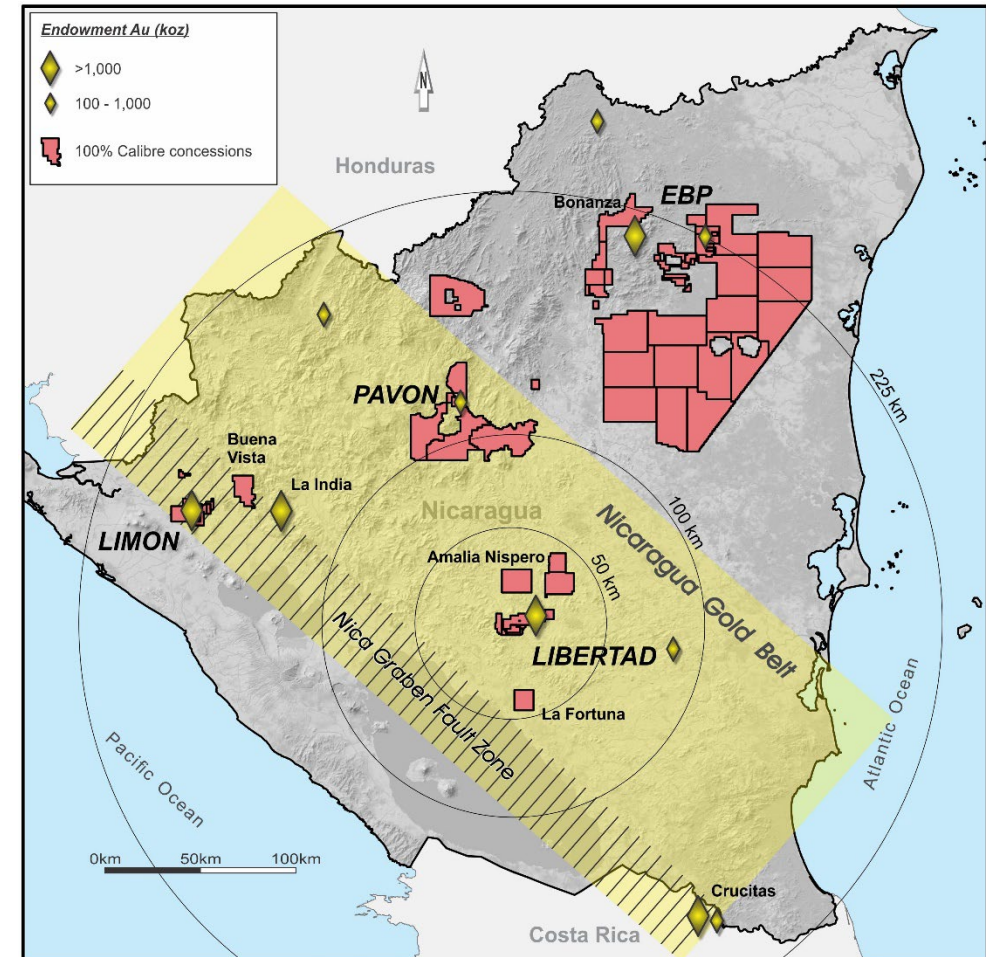 Endowment Au (koz)
>1,000
100 - 1,000
100% Calibre concessions
N
Honduras
Bonanza
EBP
225 km
PAVON
Buena
Vista
La India
LIMON
Nicaragua
100 km
Nicaragua Gold Belt
Amalia Nispero
50 km
LIBERTAD
La Fortuna
Nica Graben Fault Zone
Pacific Ocean
Atlantic Ocean
0km 50km 100km
Crucitas
Costa Rica